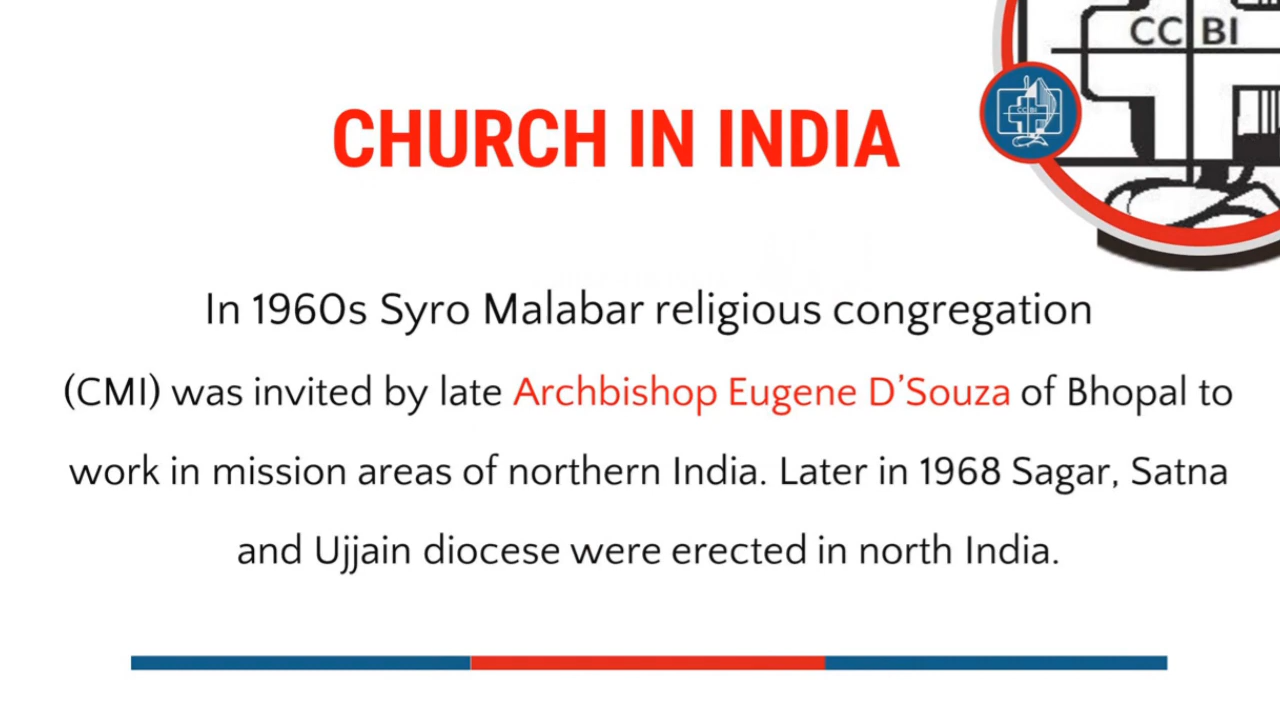 CCBI
CHURCH IN INDIA
In 1960s Syro Malabar religious congregation
(CMI) was invited by late Archbishop Eugene D’Souza of Bhopal to
work in mission areas of northern India. Later in 1968 Sagar, Satna
and Ujjain diocese were erected in north India.